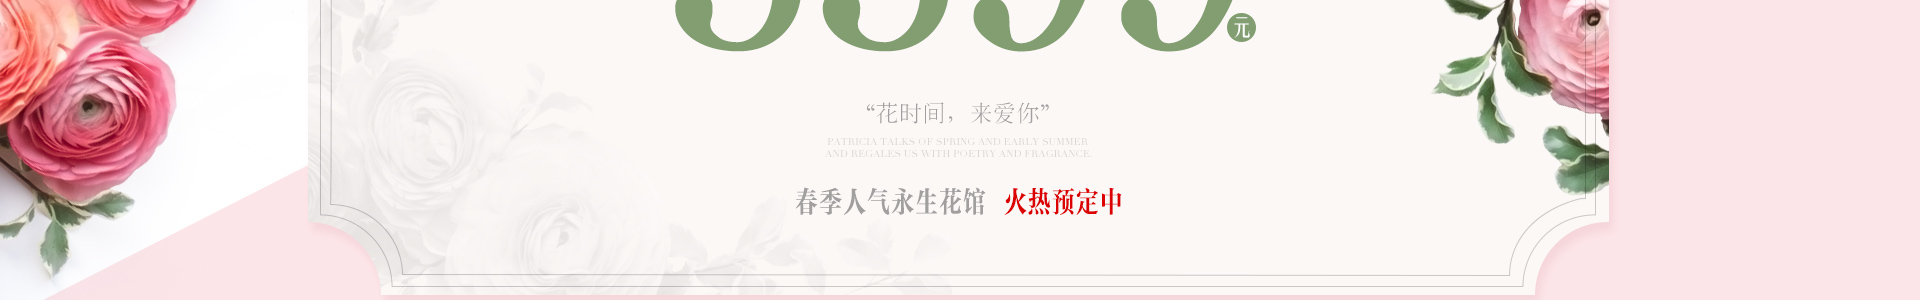 元
“花时间，来爱你”
PATRICIA TALKS OF SPRING AND EARLY SUMMER
AND REGALES US WITH POETRY AND FRAGRANCE.
春季人气永生花馆 火热预定中